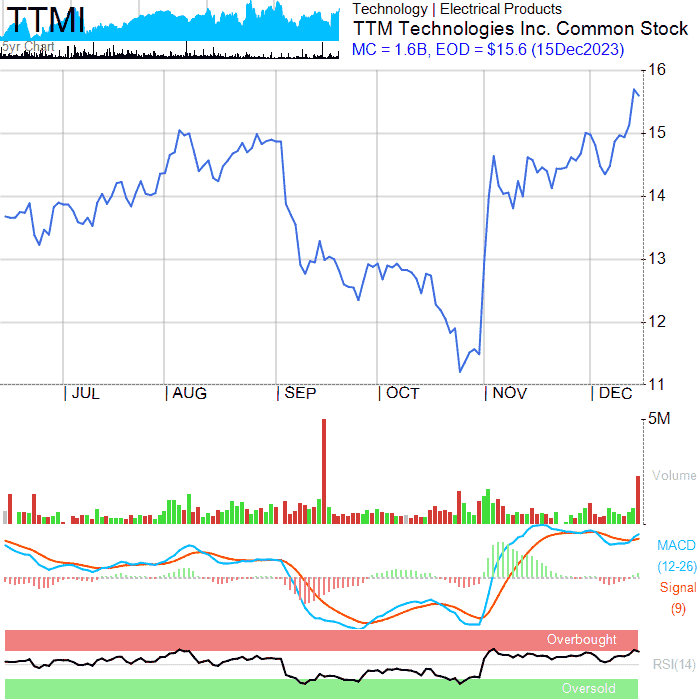 TTMI
5yr Chart
Technology | Electrical Products
TTM Technologies Inc. Common Stock
MC = 1.6B, EOD = $15.6 (15Dec2023)
16
15
14
13
12
11
| JUL | AUG | SEP | OCT | NOV | DEC
5M
Volume
MACD
(12-26)
Signal
(9)
Overbought
RSI(14)
Oversold